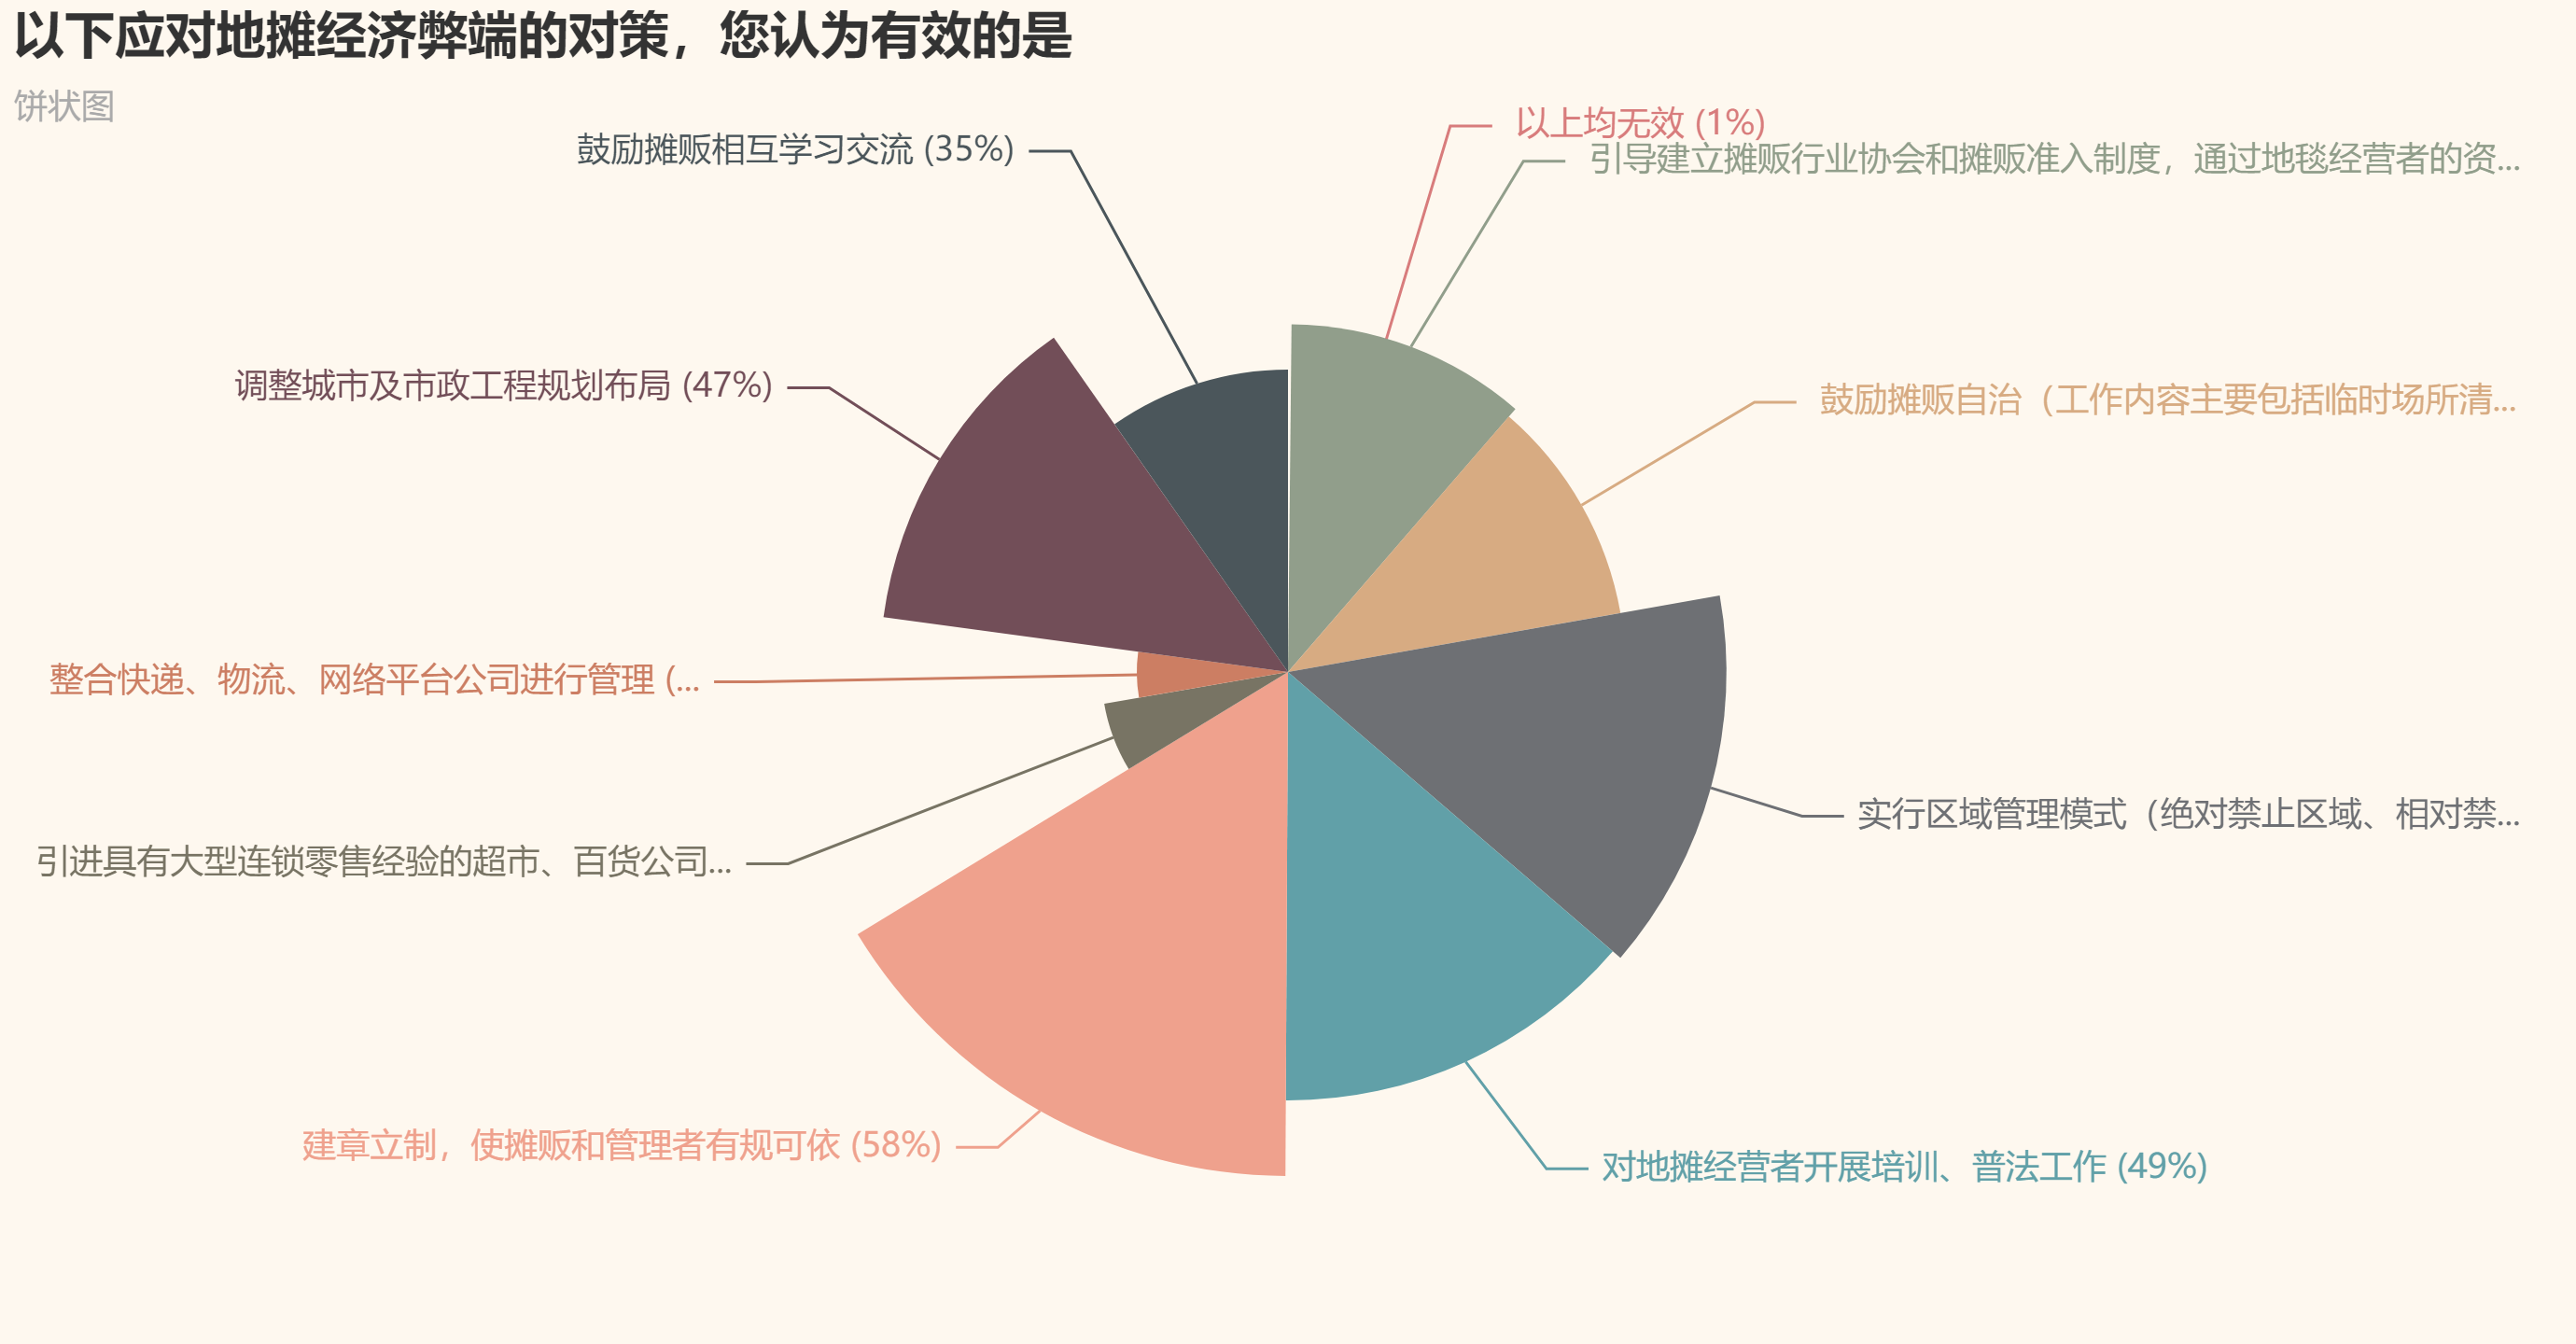 以下应对地摊经济弊端的对策，您认为有效的是
饼状图
以上均无效 (1%)
鼓励摊贩相互学习交流 (35%)
引导建立摊贩行业协会和摊贩准入制度，通过地毯经营者的资...
调整城市及市政工程规划布局 (47%)
鼓励摊贩自治（工作内容主要包括临时场所清...
整合快递、物流、网络平台公司进行管理 (...
实行区域管理模式（绝对禁止区域、相对禁...
引进具有大型连锁零售经验的超市、百货公司...
建章立制，使摊贩和管理者有规可依 (58%)
对地摊经营者开展培训、普法工作 (49%)